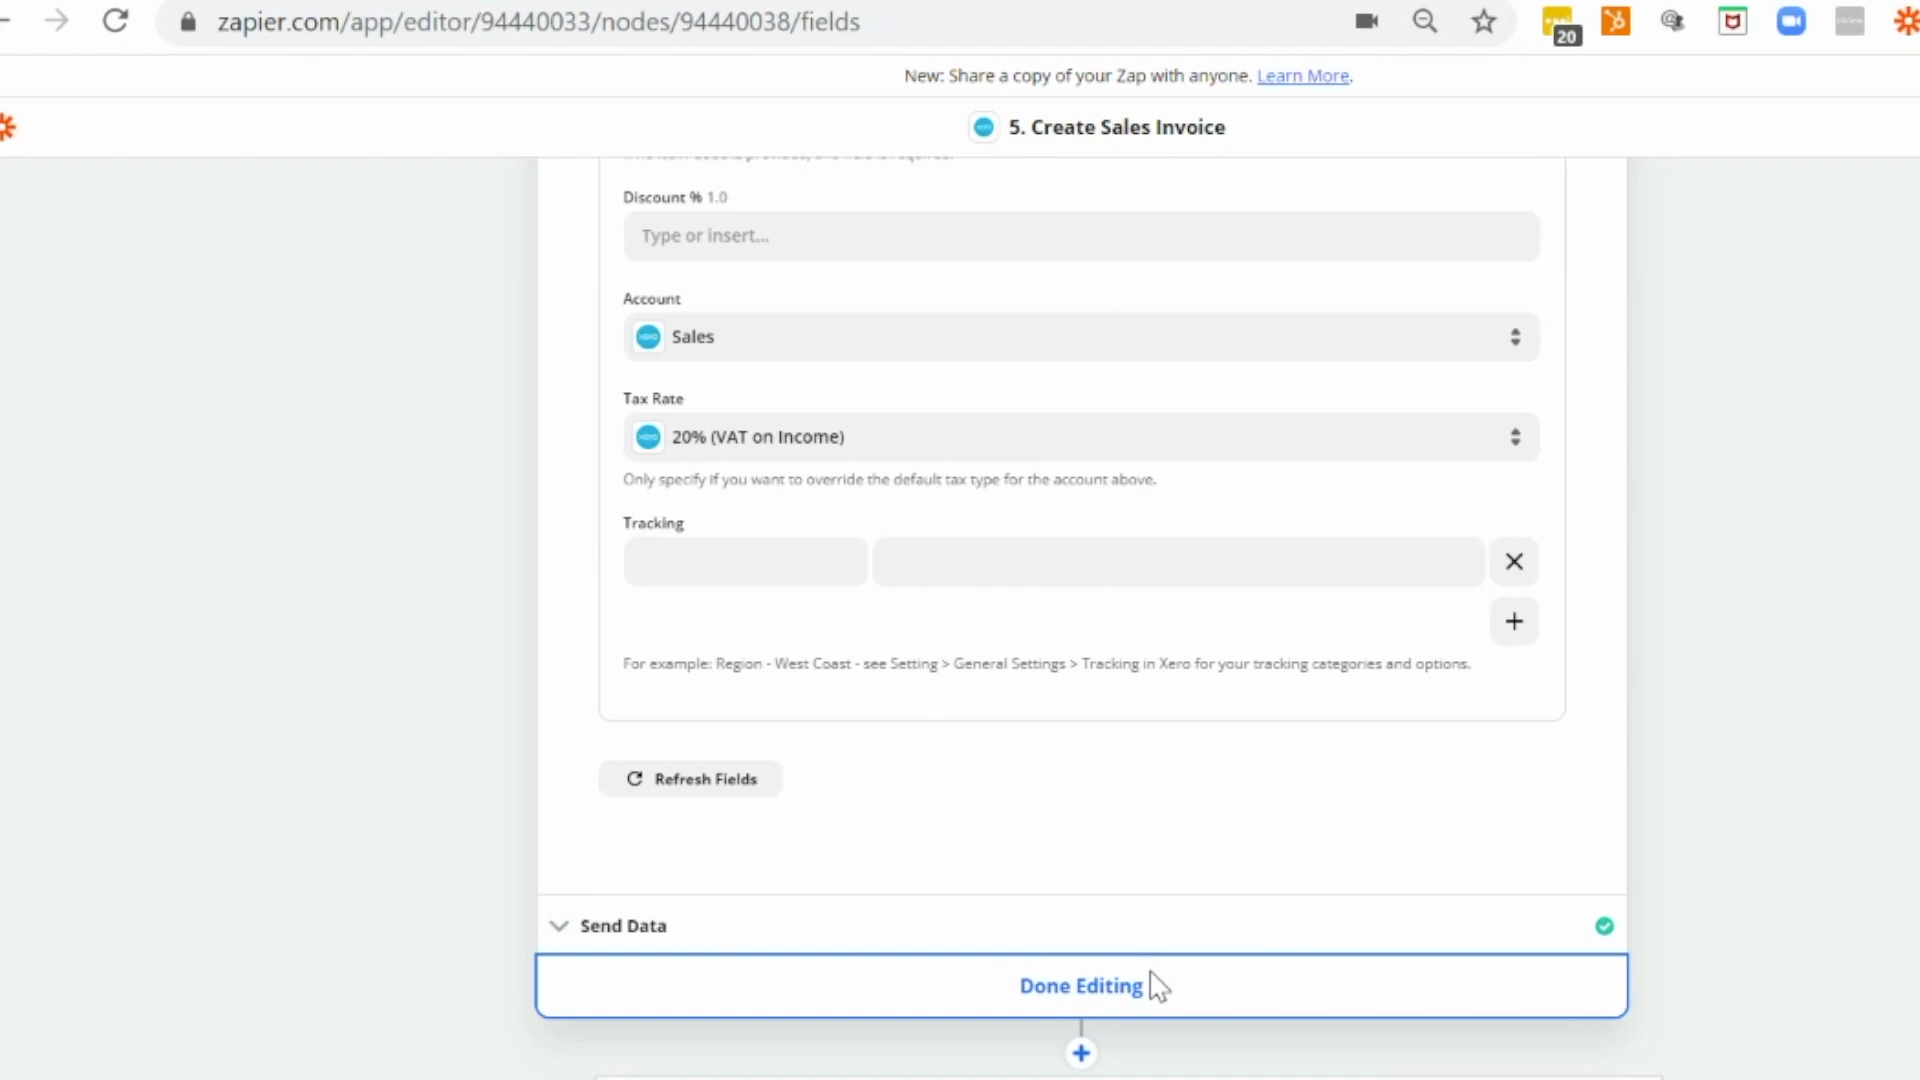 zapier.com/app/editor/94440033/nodes/94440038/fields
20
New: Share a copy of your Zap with anyone. Learn More.
5. Create Sales Invoice
Discount % 1.0
Type or insert...
Account
Sales
Tax Rate
20% (VAT on Income)
Only specify if you want to override the default tax type for the account above.
Tracking
For example: Region - West Coast - see Setting > General Settings > Tracking in Xero for your tracking categories and options.
Refresh Fields
Send Data
Done Editing